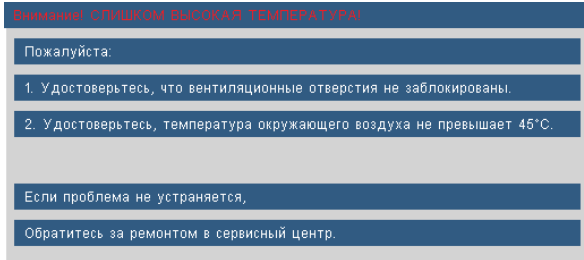 Внимание! СЛИШКОМ ВЫСОКАЯ ТЕМПЕРАТУРА!
Пожалуйста:
1. Удостоверьтесь, что вентиляционные отверстия не заблокированы.
2. Удостоверьтесь, температура окружающего воздуха не превышает 45°C.
Если проблема не устраняется,
Обратитесь за ремонтом в сервисный центр.